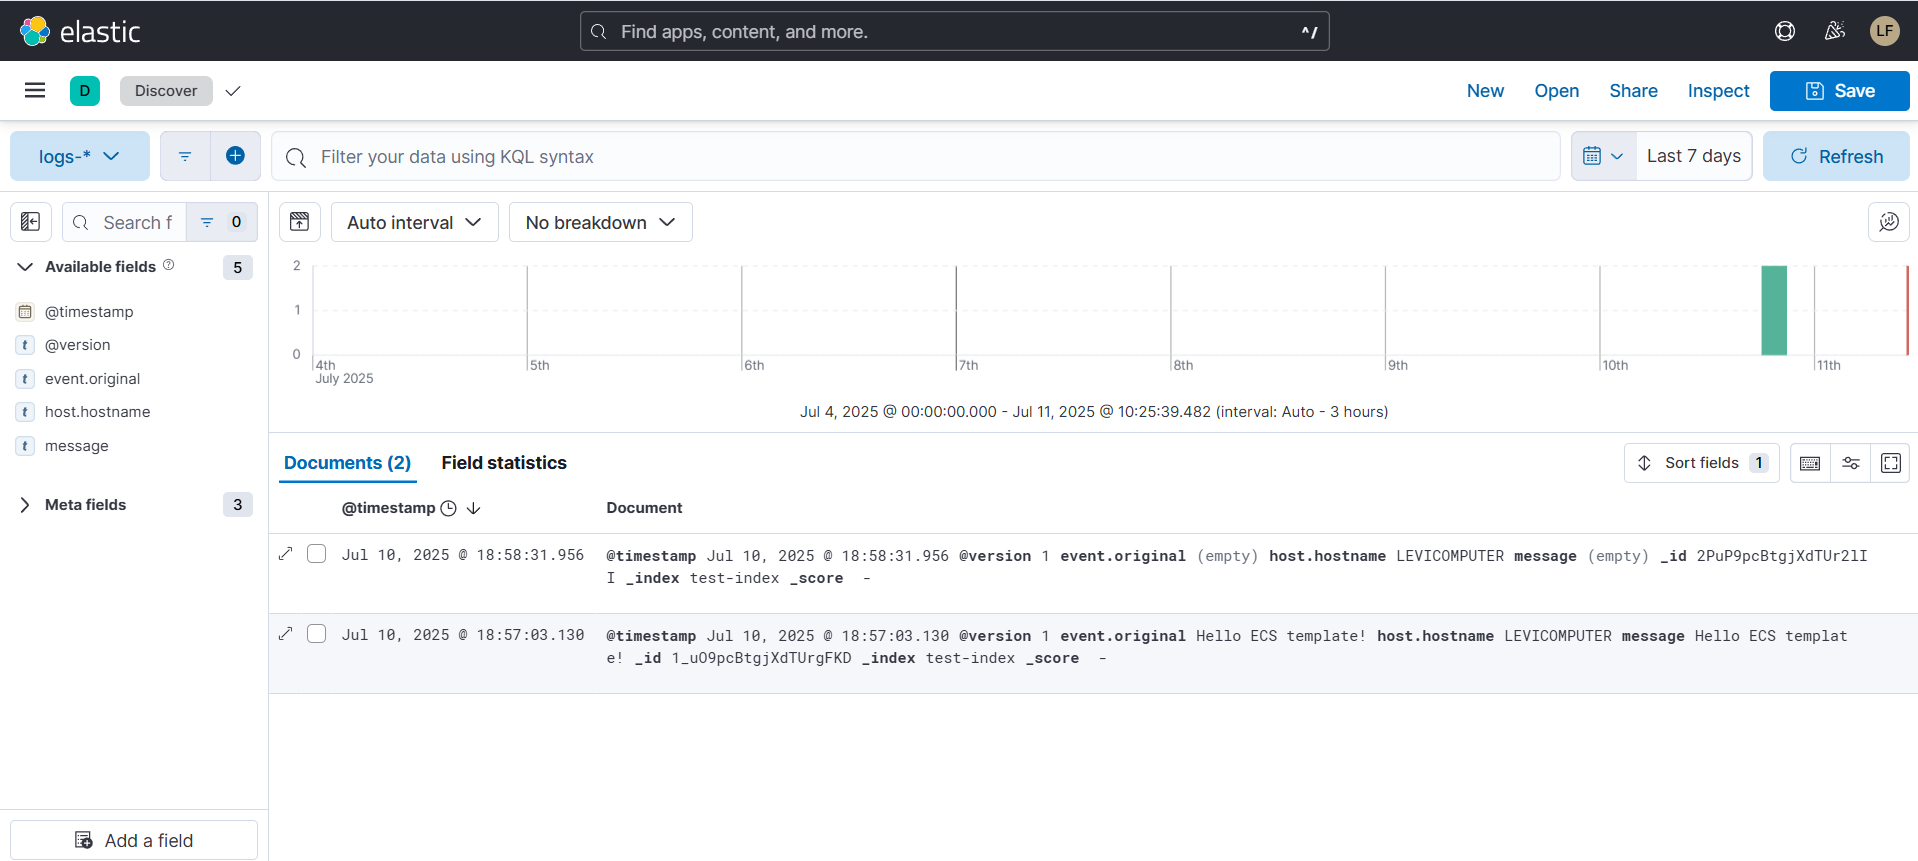 elastic
Find apps, content, and more.
^/
LF
D
Discover
New
Open
Share
Inspect
Save
logs-*
Filter your data using KQL syntax
Last 7 days
Refresh
Search f
0
Auto interval
No breakdown
Available fields
5
@timestamp
@version
event.original
host.hostname
message
Meta fields
3
Add a field
2
1
0
4th
July 2025
5th
6th
7th
8th
9th
10th
11th
Jul 4, 2025 @ 00:00:00.000 - Jul 11, 2025 @ 10:25:39.482 (interval: Auto - 3 hours)
Documents (2)
Field statistics
Sort fields 1
@timestamp
Document
Jul 10, 2025 @ 18:58:31.956
@timestamp Jul 10, 2025 @ 18:58:31.956 @version 1 event.original (empty) host.hostname LEVICOMPUTER message (empty) _id 2PuP9pcBtgjXdTUr2lI
I _index test-index _score -
Jul 10, 2025 @ 18:57:03.130
@timestamp Jul 10, 2025 @ 18:57:03.130 @version 1 event.original Hello ECS template! host.hostname LEVICOMPUTER message Hello ECS templat
e! _id 1_uO9pcBtgjXdTUrgFKD _index test-index _score -